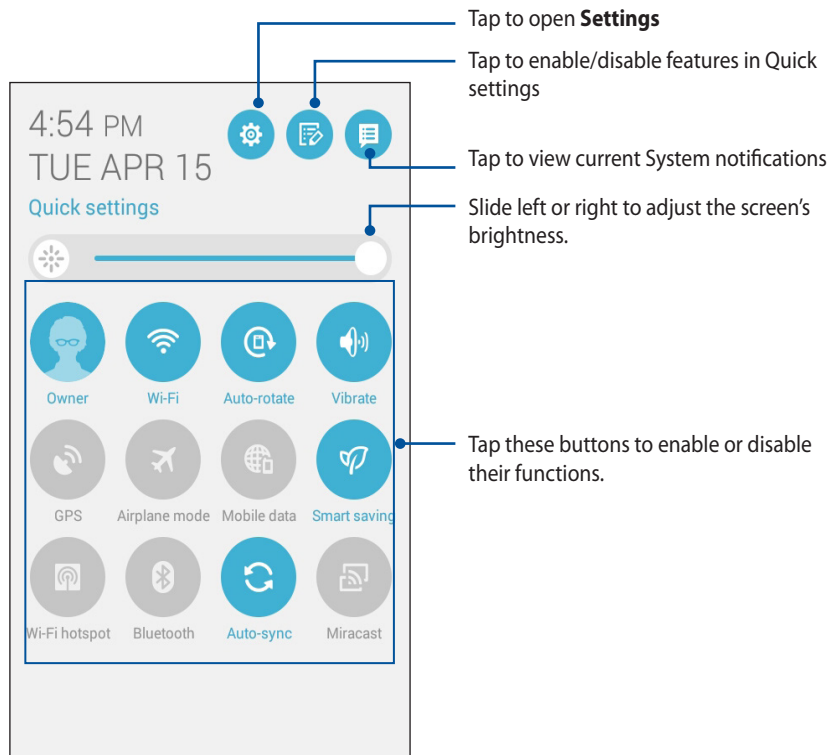 Tap to open Settings
Tap to enable/disable features in Quick
settings
4:54 PM
TUE APR 15
Tap to view current System notifications
Quick settings
Slide left or right to adjust the screen's
brightness.
Owner Wi-Fi Auto-rotate Vibrate
Tap these buttons to enable or disable
their functions.
GPS Airplane mode Mobile data Smart saving
Wi-Fi hotspot Bluetooth Auto-sync Miracast